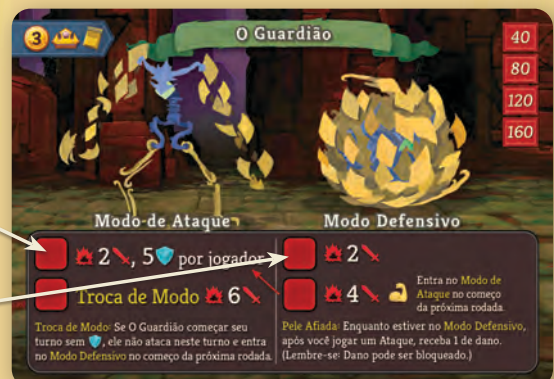 3
O Guardião
40
80
120
160
Modo de Ataque
2, 5 por jogador
Troca de Modo 6
Troca de Modo: Se O Guardião começar seu
turno sem , ele não ataca neste turno e entra
no Modo Defensivo no começo da próxima rodada.
Modo Defensivo
2
4
Entra no Modo de
Ataque no começo
da próxima rodada.
Pele Afiada: Enquanto estiver no Modo Defensivo,
após você jogar um Ataque, receba 1 de dano.
(Lembre-se: Dano pode ser bloqueado.)